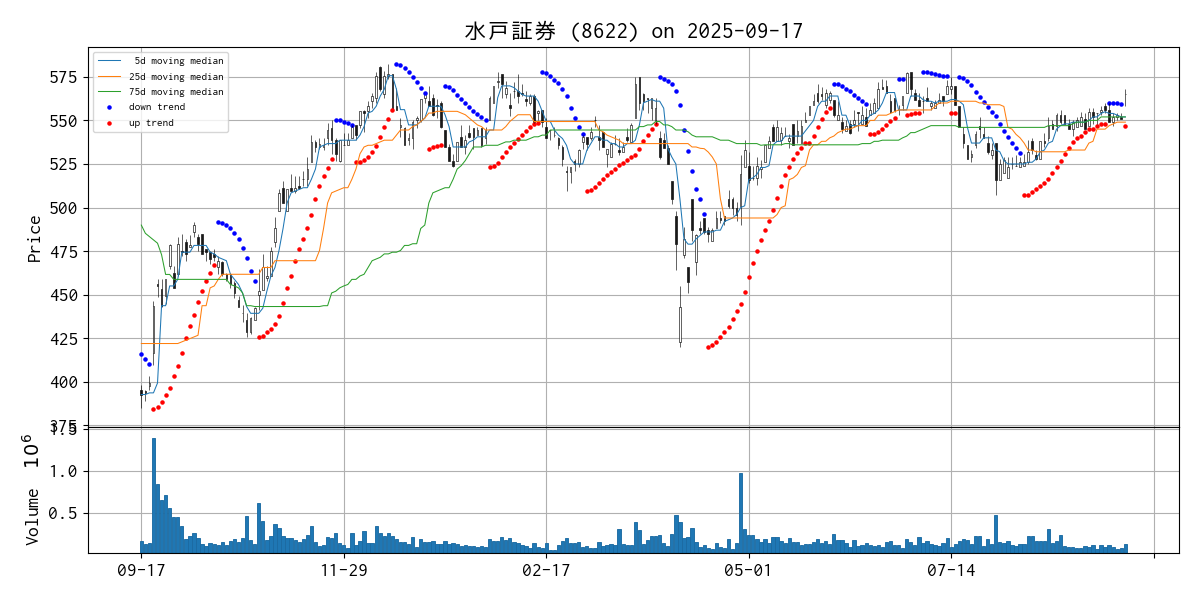 水戸証券 (8622) on 2025-09-17
5d moving median
25d moving median
75d moving median
down trend
up trend
Price
575
550
525
500
475
450
425
400
375
Volume 10^6
1.5
1.0
0.5
09-17 11-29 02-17 05-01 07-14